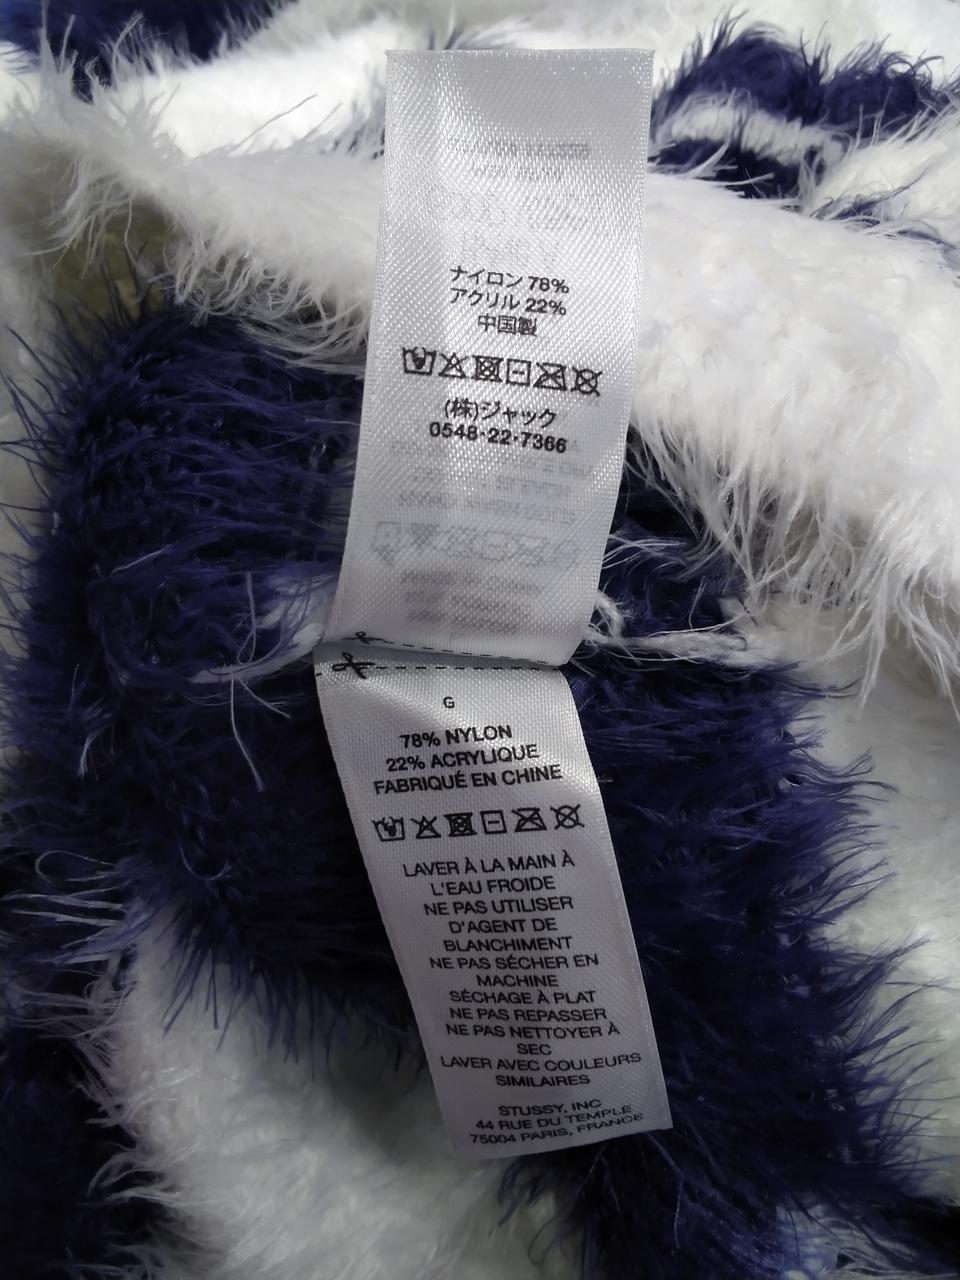 ナイロン 78%
アクリル 22%
中国製
(株)ジャック
0548·22·7366
G
78% NYLON
22% ACRYLIQUE
FABRIQUÉ EN CHINE
LAVER À LA MAIN À
L'EAU FROIDE
NE PAS UTILISER
D'AGENT DE
BLANCHIMENT
NE PAS SÉCHER EN
MACHINE
SÉCHAGE À PLAT
NE PAS REPASSER
NE PAS NETTOYER À
SEC
LAVER AVEC COULEURS
SIMILAIRES
STUSSY, INC
44 RUE DU TEMPLE
75004 PARIS, FRANCE